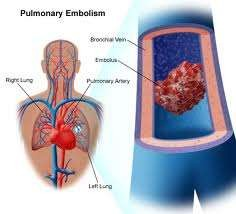 Pulmonary Embolism
Bronchial Vein
Embolus
Right Lung
Pulmonary Artery
Left Lung